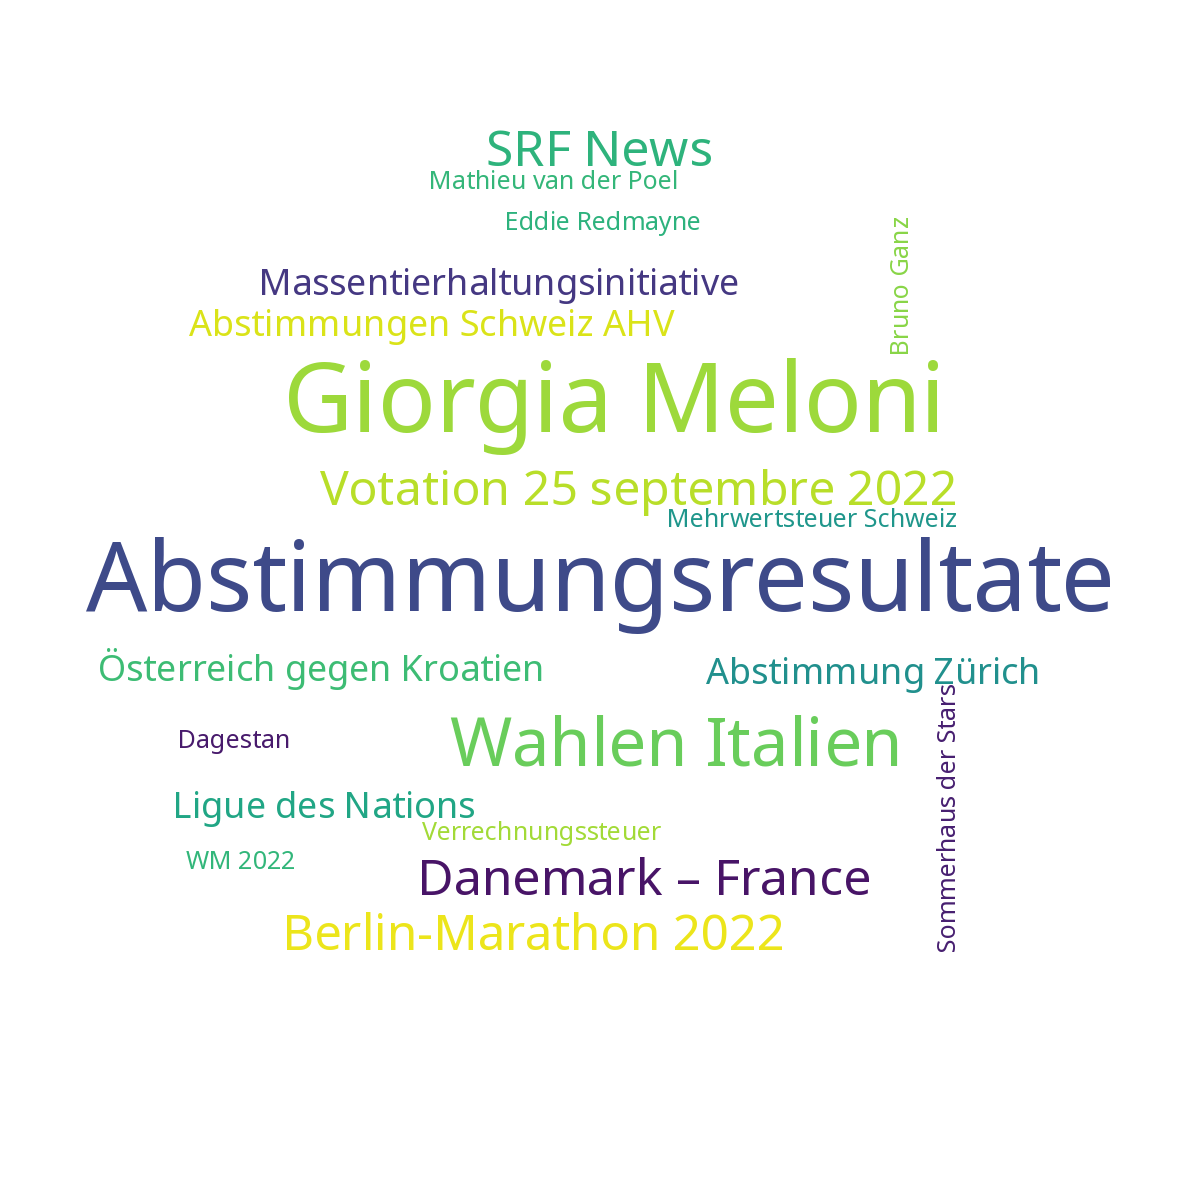 SRF News
Mathieu van der Poel
Eddie Redmayne
Bruno Ganz
Massentierhaltungsinitiative
Abstimmungen Schweiz AHV
Giorgia Meloni
Votation 25 septembre 2022
Mehrwertsteuer Schweiz
Abstimmungsresultate
Österreich gegen Kroatien
Abstimmung Zürich
Sommerhaus der Stars
Dagestan
Wahlen Italien
Ligue des Nations
Verrechnungssteuer
WM 2022
Danemark – France
Berlin-Marathon 2022